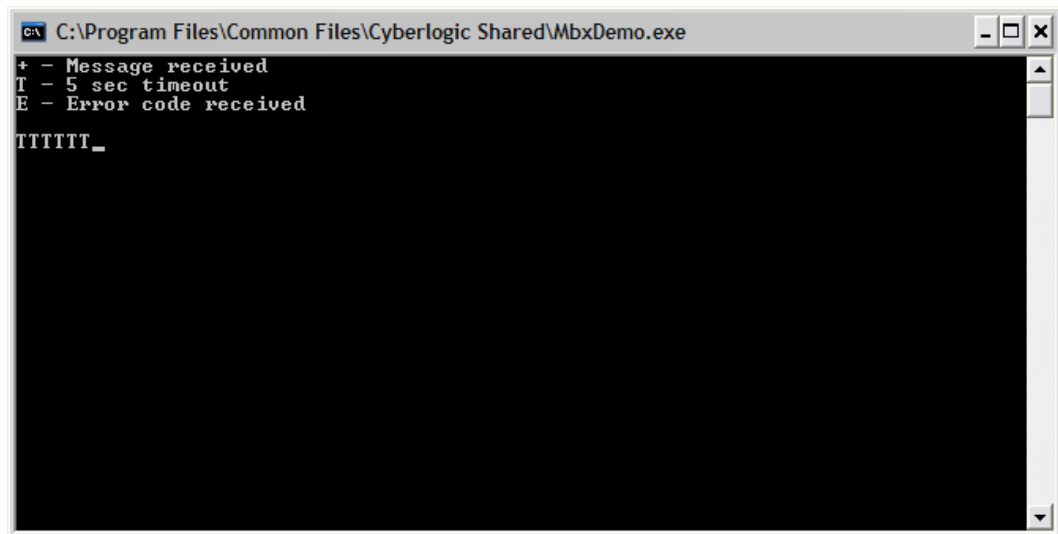 C:\Program Files\Common Files\Cyberlogic Shared\MbxDemo.exe
+ - Message received
T - 5 sec timeout
E - Error code received
TTTTTT_